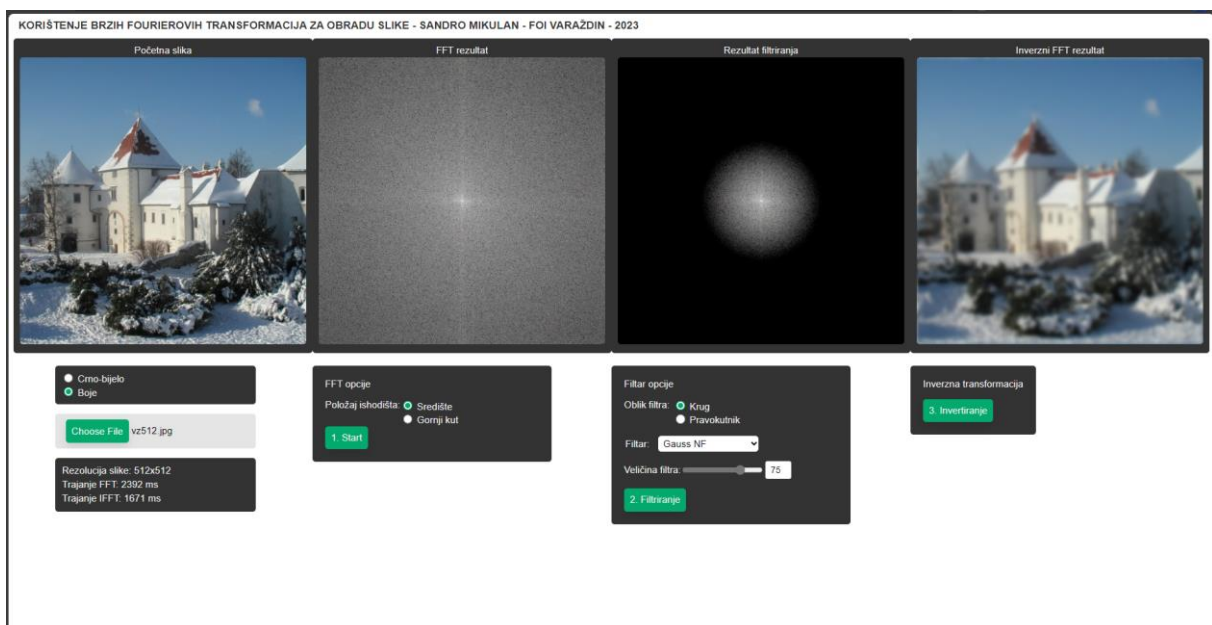 KORIŠTENJE BRZIH FOURIEROVIH TRANSFORMACIJA ZA OBRADU SLIKE - SANDRO MIKULAN - FOI VARAŽDIN - 2023
Početna slika
FFT rezultat
Rezultat filtriranja
Inverzni FFT rezultat
Crno-bijelo
Boje
Choose File vz512.jpg
Rezolucija slike: 512x512
Trajanje FFT: 2392 ms
Trajanje IFFT: 1671 ms
FFT opcije
Položaj ishodišta: Središte
Gornji kut
1. Start
Filtar opcije
Oblik filtra: Krug
Pravokutnik
Filtar: Gauss NF
Veličina filtra: 75
2. Filtriranje
Inverzna transformacija
3. Invertiranje